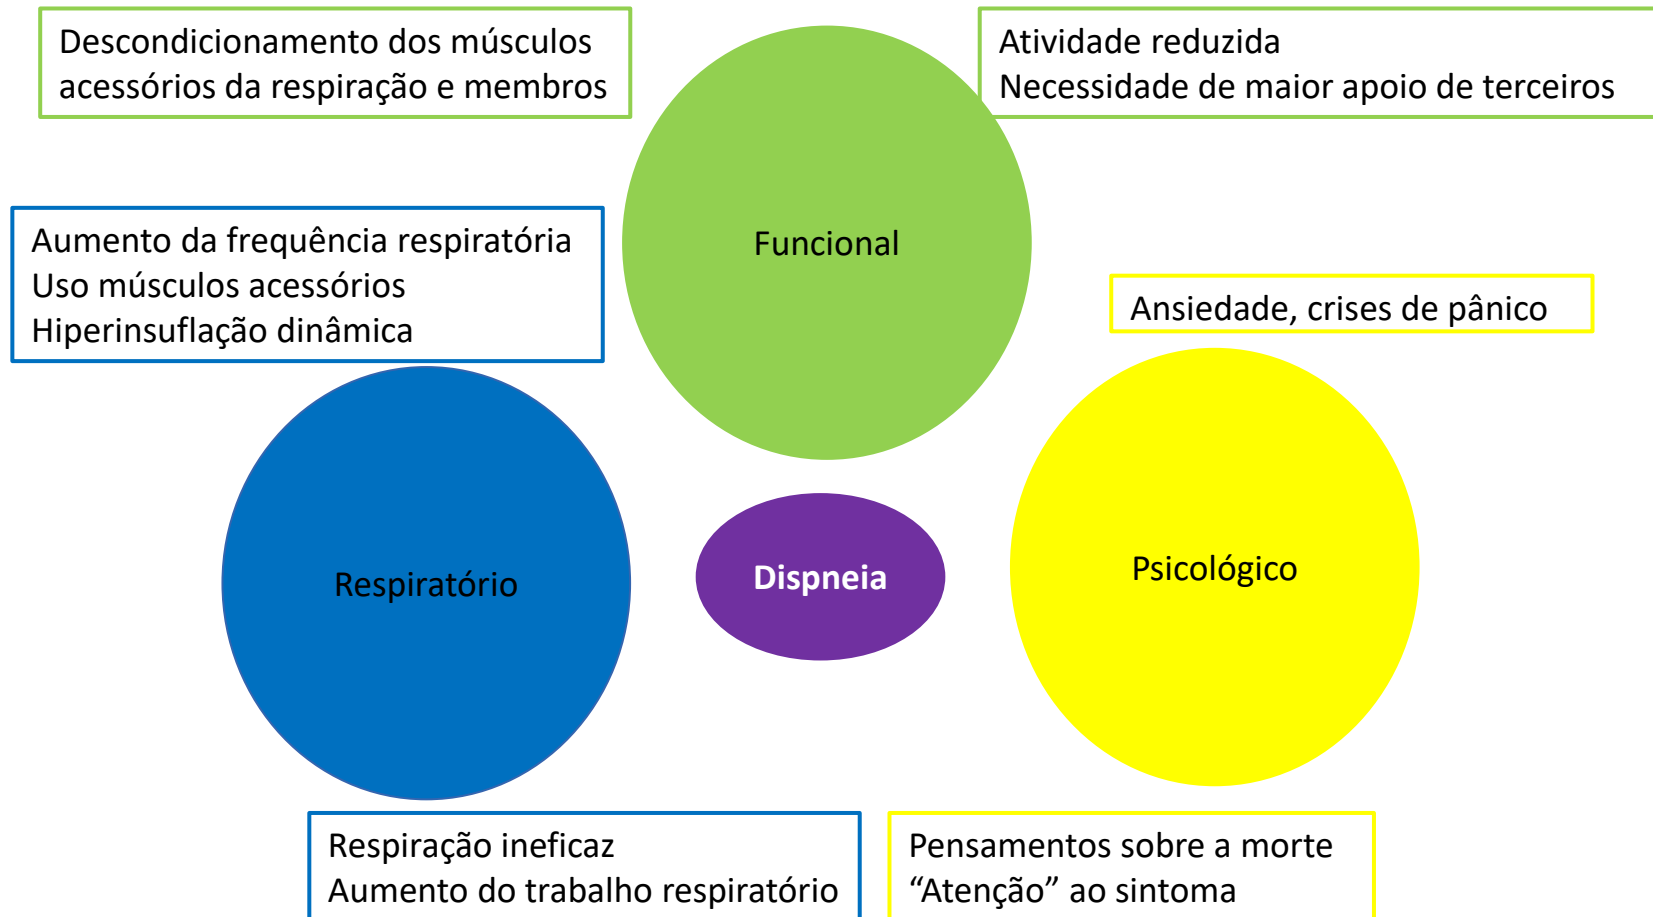 Descondicionamento dos músculos
acessórios da respiração e membros
Atividade reduzida
Necessidade de maior apoio de terceiros
Funcional
Aumento da frequência respiratória
Uso músculos acessórios
Hiperinsuflação dinâmica
Ansiedade, crises de pânico
Respiratório
Dispneia
Psicológico
Respiração ineficaz
Aumento do trabalho respiratório
Pensamentos sobre a morte
“Atenção” ao sintoma